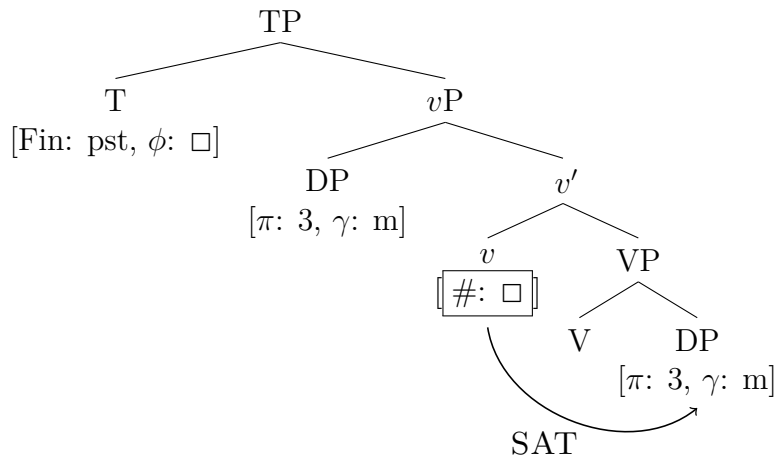 TP
T vP
[Fin: pst, ϕ: □]
DP v′
[π: 3, γ: m]
v VP
[#: □]
V DP
[π: 3, γ: m]
SAT